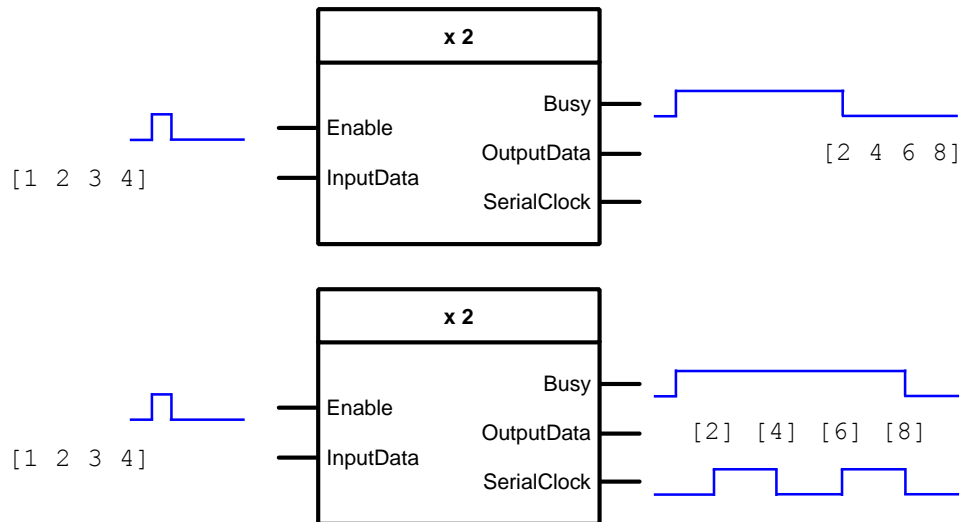 x 2
Busy
Enable
OutputData
[2 4 6 8]
[1 2 3 4]
InputData
SerialClock
x 2
Busy
Enable
OutputData
[2] [4] [6] [8]
[1 2 3 4]
InputData
SerialClock